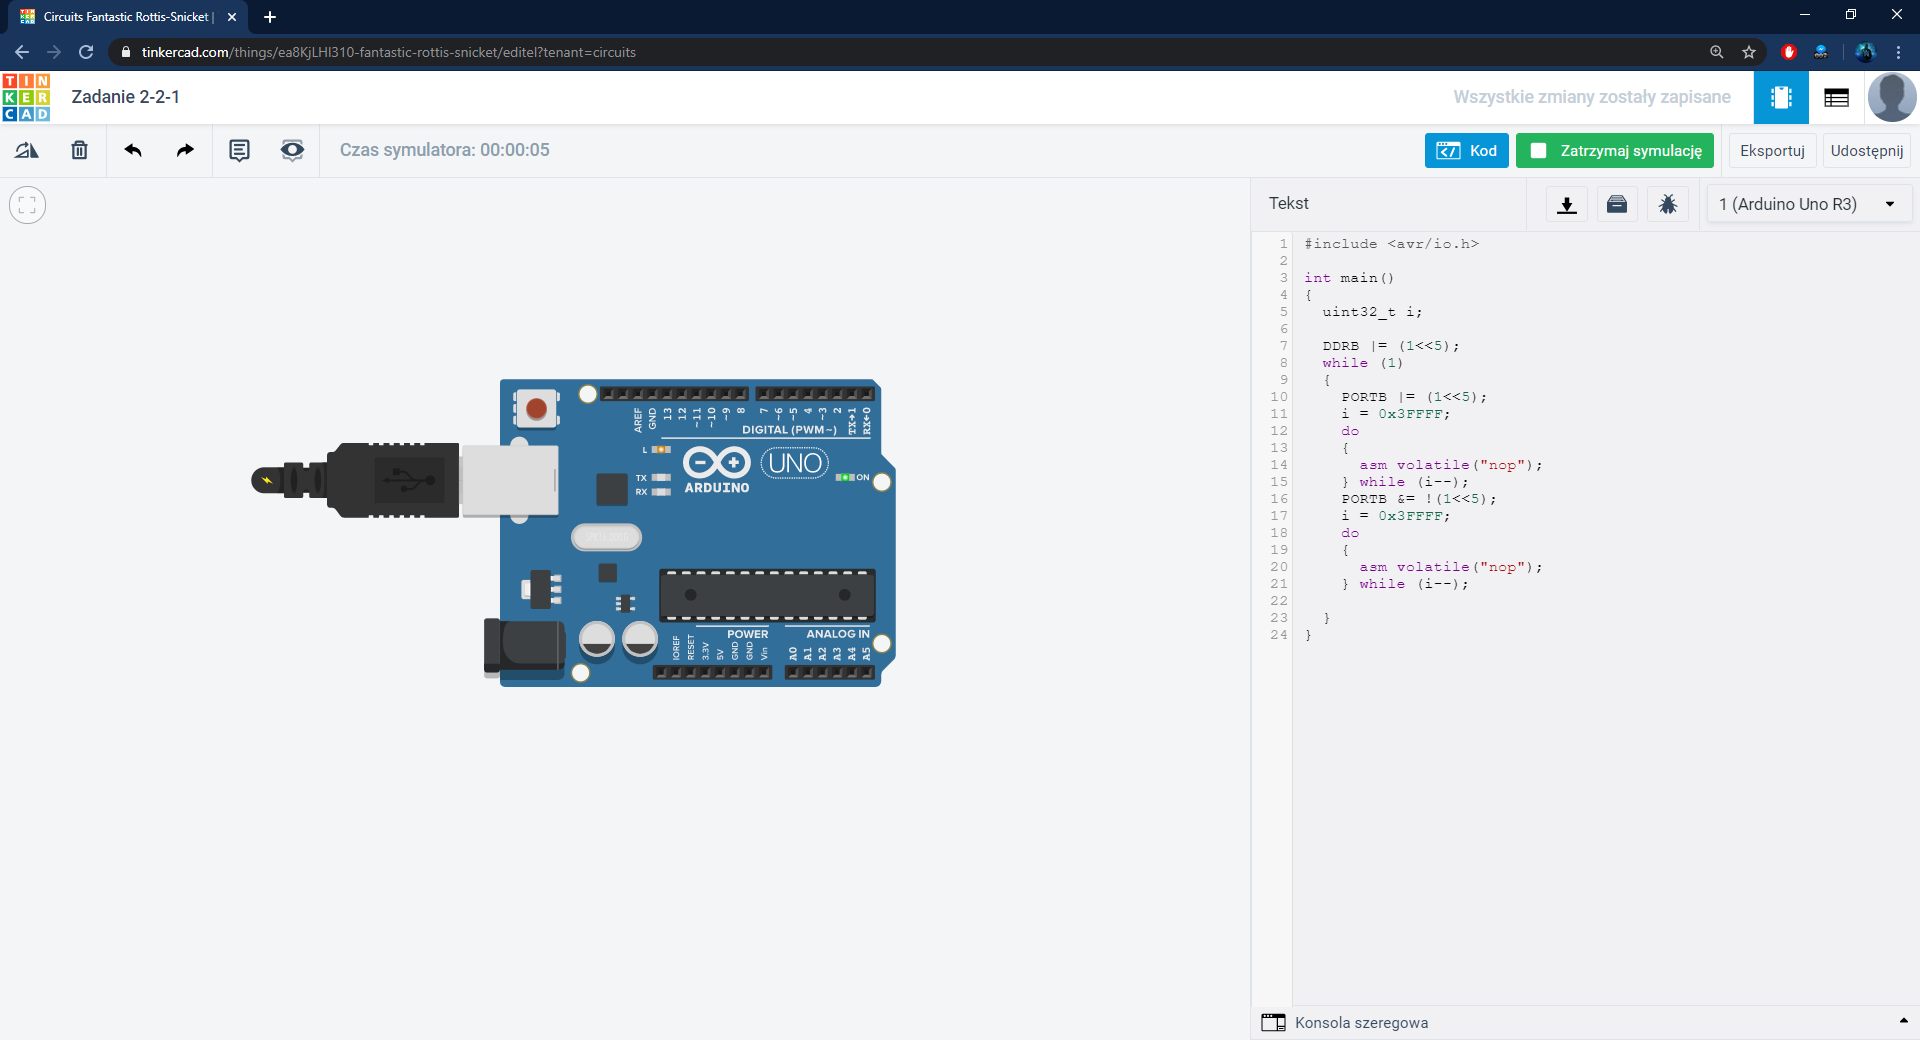 Circuits Fantastic Rottis-Snicket |
tinkercad.com/things/ea8KjLHI310-fantastic-rottis-snicket/editel?tenant=circuits
TIN
KER
CAD
Zadanie 2-2-1
Wszystkie zmiany zostały zapisane
Czas symulatora: 00:00:05
Kod
Zatrzymaj symulację
Eksportuj
Udostępnij
Tekst
1 (Arduino Uno R3)
AREF
GND
13
12
~11
~10
~9
8
7
~6
~5
4
~3
2
TX→1
RX←0
DIGITAL (PWM~)
L
TX
RX
ARDUINO
UNO
ON
POWER
ANALOG IN
IOREF
RESET
3.3V
5V
GND
GND
Vin
A0
A1
A2
A3
A4
A5
1 #include <avr/io.h>
2
3 int main()
4 {
5   uint32_t i;
6
7   DDRB |= (1<<5);
8   while (1)
9   {
10     PORTB |= (1<<5);
11     i = 0x3FFFF;
12     do
13     {
14       asm volatile("nop");
15     } while (i--);
16     PORTB &= !(1<<5);
17     i = 0x3FFFF;
18     do
19     {
20       asm volatile("nop");
21     } while (i--);
22
23   }
24 }
Konsola szeregowa